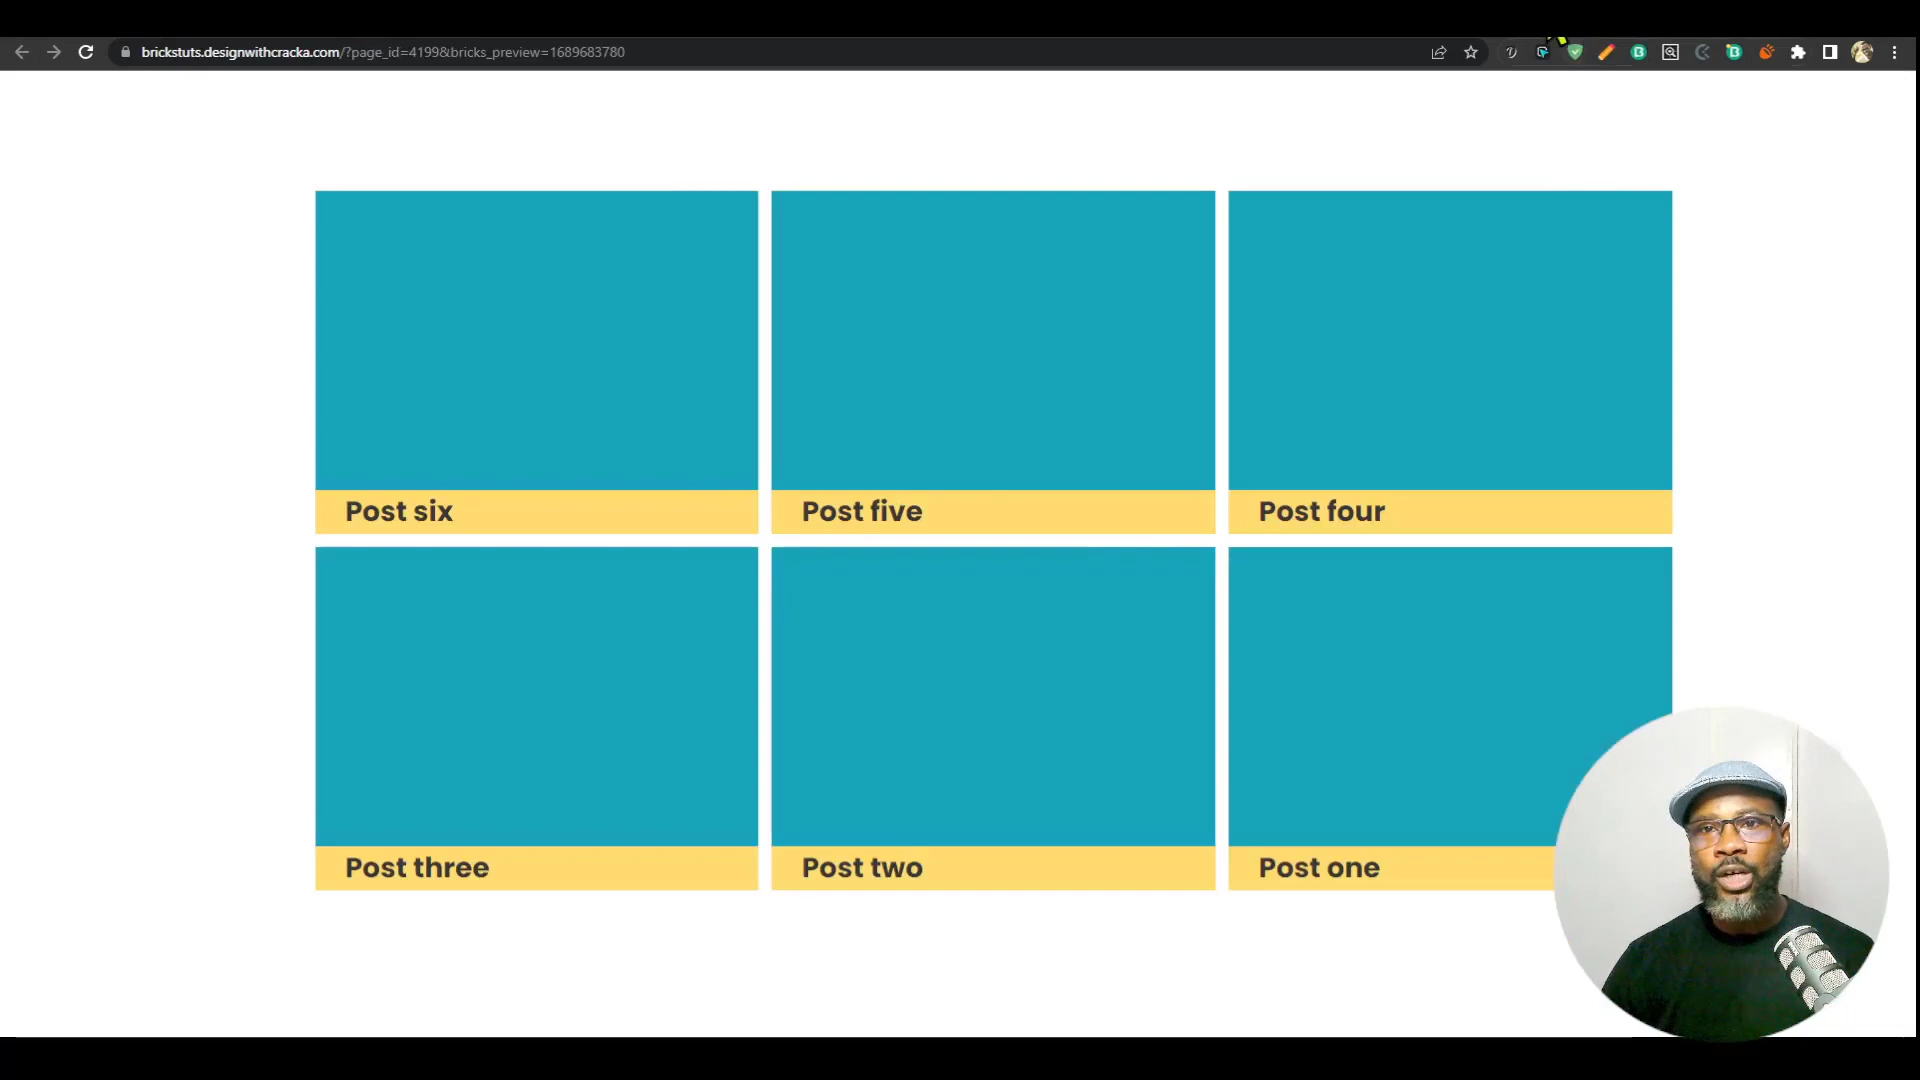 brickstuts.designwithcracka.com/?page_id=4199&bricks_preview=1689683780
Post six
Post five
Post four
Post three
Post two
Post one